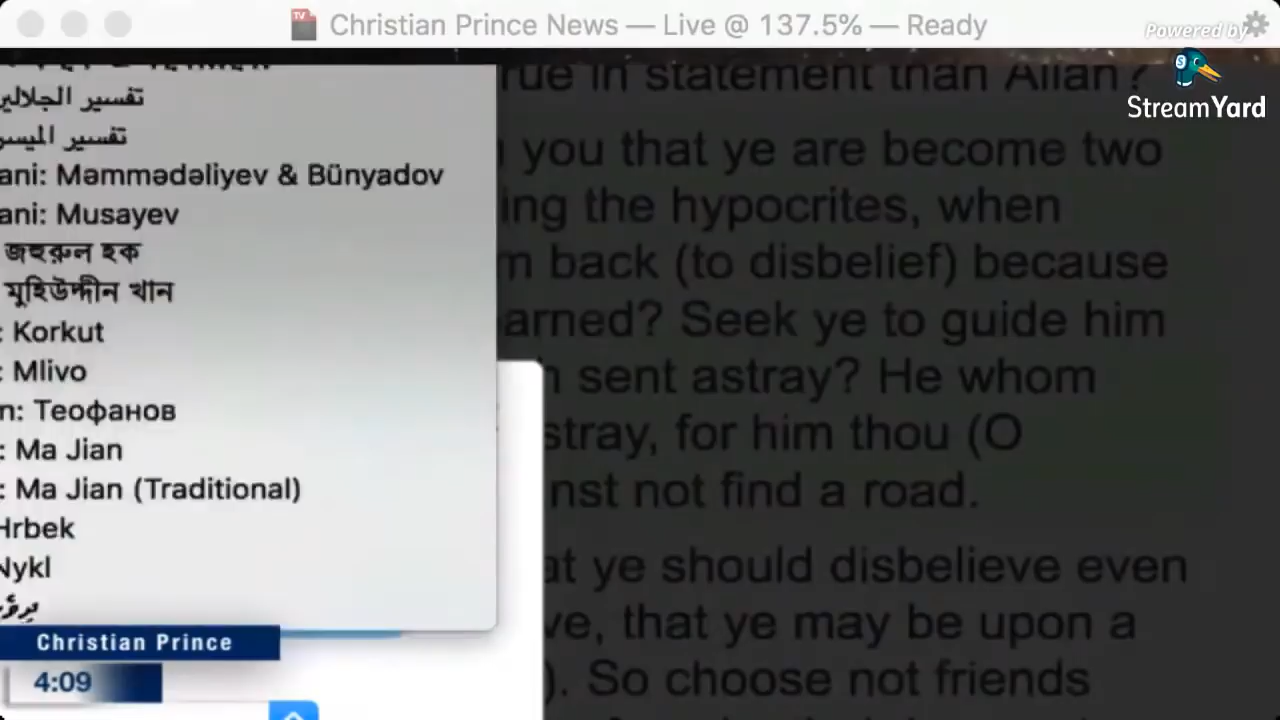 Christian Prince News — Live @ 137.5% — Ready
Powered by
StreamYard
تفسير الجلالين
تفسير الميسر
ani: Məmmədəliyev & Bünyadov
ani: Musayev
জহুরুল হক
মুহিউদ্দীন খান
: Korkut
: Mlivo
n: Теофанов
: Ma Jian
: Ma Jian (Traditional)
Hrbek
Nykl
rue in statement than Allah?
you that ye are become two
ing the hypocrites, when
m back (to disbelief) because
earned? Seek ye to guide him
h sent astray? He whom
stray, for him thou (O
nst not find a road.
at ye should disbelieve even
ve, that ye may be upon a
). So choose not friends
Christian Prince
4:09